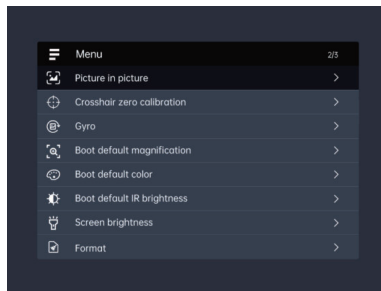 Menu 2/3
Picture in picture
Crosshair zero calibration
Gyro
Boot default magnification
Boot default color
Boot default IR brightness
Screen brightness
Format